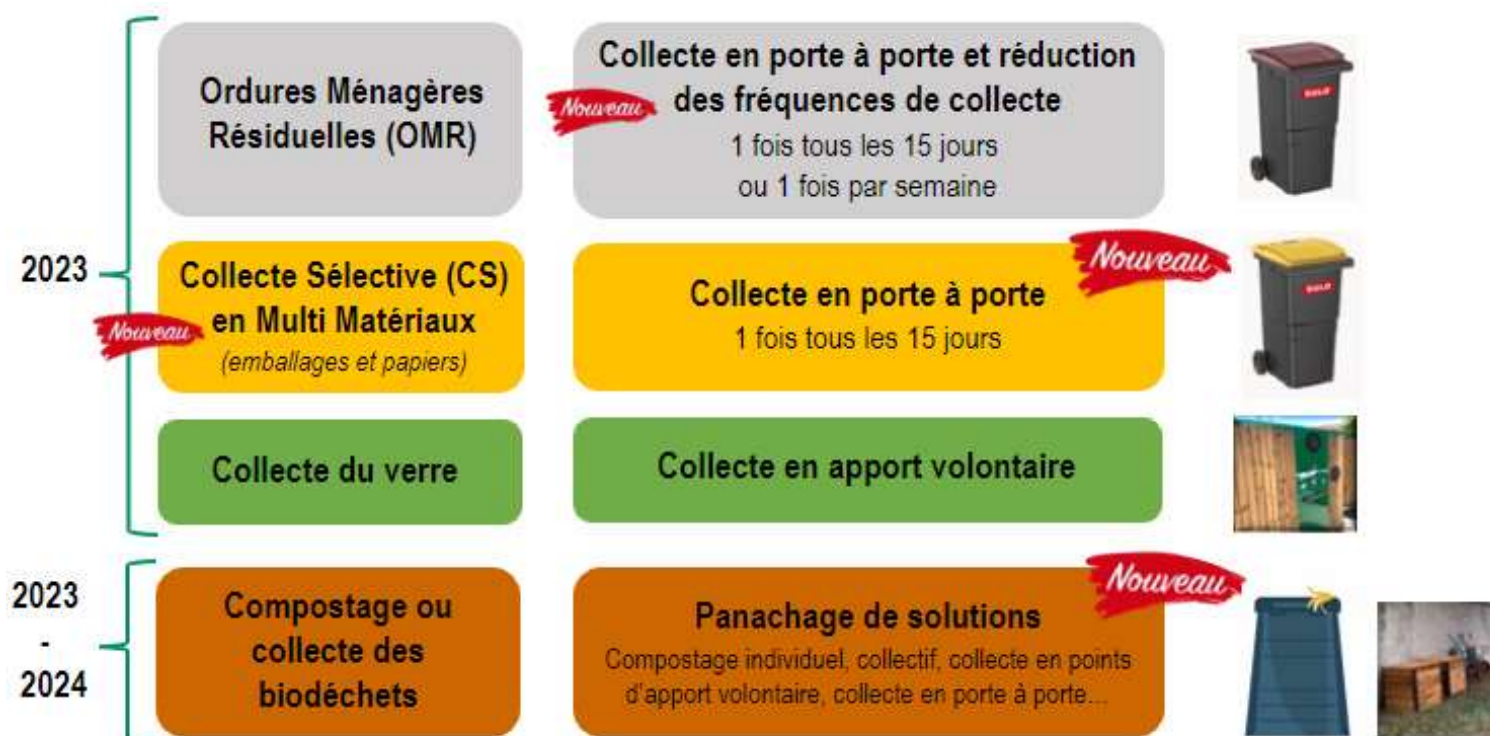 Ordures Ménagères
Résiduelles (OMR)
Collecte en porte à porte et réduction
des fréquences de collecte
Nouveau
1 fois tous les 15 jours
ou 1 fois par semaine
SULO
2023
Collecte Sélective (CS)
en Multi Matériaux
(emballages et papiers)
Nouveau
Collecte en porte à porte
1 fois tous les 15 jours
Nouveau
SULO
Collecte du verre
Collecte en apport volontaire
2023
-
2024
Compostage ou
collecte des
biodéchets
Panachage de solutions
Compostage individuel, collectif, collecte en points
d'apport volontaire, collecte en porte à porte...
Nouveau